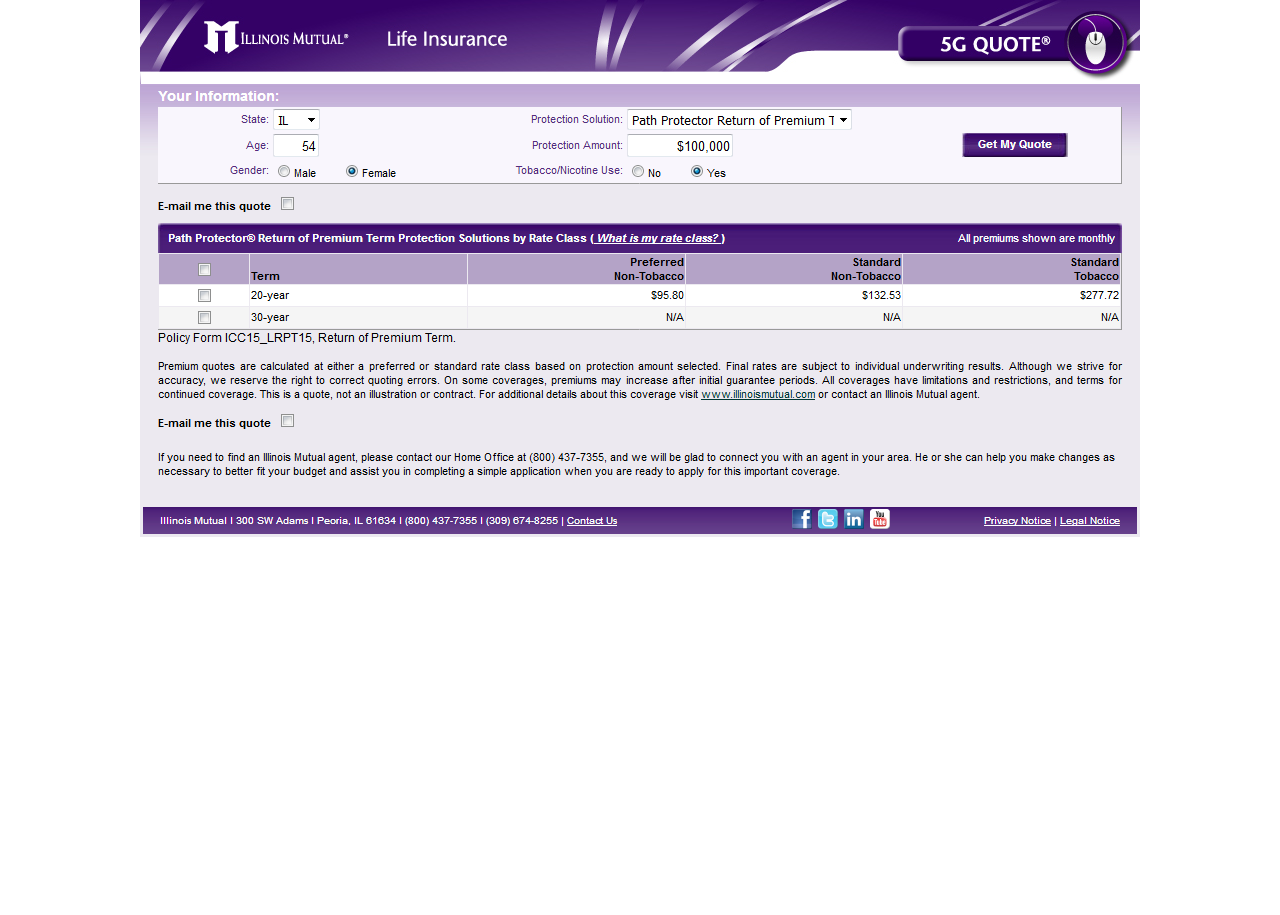 ILLINOIS MUTUAL® Life Insurance 5G QUOTE®
Your Information:
State: IL Protection Solution: Path Protector Return of Premium T
Age: 54 Protection Amount: $100,000 Get My Quote
Gender: Male Female Tobacco/Nicotine Use: No Yes
E-mail me this quote
Path Protector® Return of Premium Term Protection Solutions by Rate Class ( What is my rate class? ) All premiums shown are monthly
Preferred Standard Standard
Term Non-Tobacco Non-Tobacco Tobacco
20-year $95.80 $132.53 $277.72
30-year N/A N/A N/A
Policy Form ICC15_LRPT15, Return of Premium Term.
Premium quotes are calculated at either a preferred or standard rate class based on protection amount selected. Final rates are subject to individual underwriting results. Although we strive for
accuracy, we reserve the right to correct quoting errors. On some coverages, premiums may increase after initial guarantee periods. All coverages have limitations and restrictions, and terms for
continued coverage. This is a quote, not an illustration or contract. For additional details about this coverage visit www.illinoismutual.com or contact an Illinois Mutual agent.
E-mail me this quote
If you need to find an Illinois Mutual agent, please contact our Home Office at (800) 437-7355, and we will be glad to connect you with an agent in your area. He or she can help you make changes as
necessary to better fit your budget and assist you in completing a simple application when you are ready to apply for this important coverage.
Illinois Mutual I 300 SW Adams I Peoria, IL 61634 I (800) 437-7355 I (309) 674-8255 | Contact Us f in You Tube Privacy Notice | Legal Notice